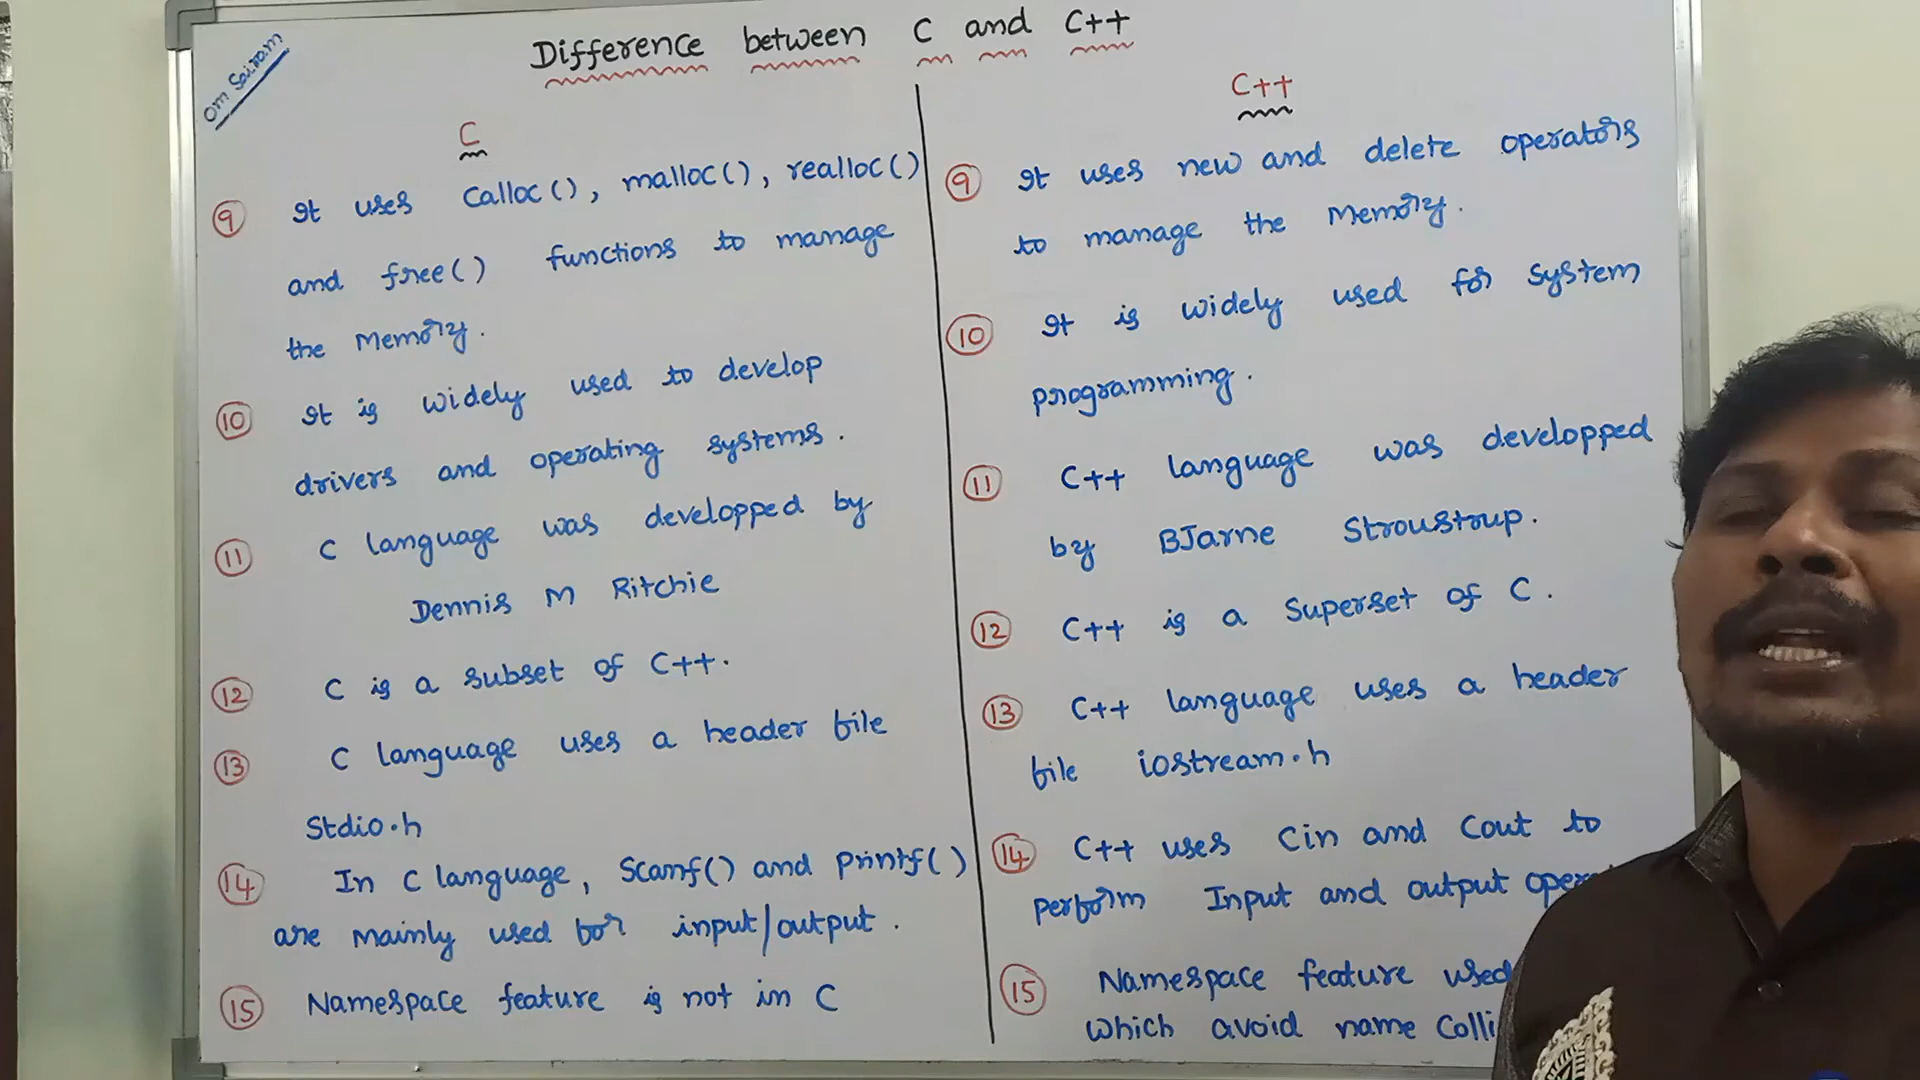 Om Sairam
Difference between C and C++
C
9 It uses Calloc(), malloc(), realloc()
and free() functions to manage
the Memory.
10 It is widely used to develop
drivers and operating systems.
11 C language was developped by
Dennis M Ritchie
12 C is a subset of C++.
13 C language uses a header file
Stdio.h
14 In C language, Scanf() and Printf()
are mainly used for input/output.
15 Namespace feature is not in C
C++
9 It uses new and delete operators
to manage the Memory.
10 It is widely used for system
programming.
11 C++ language was developped
by BJarne Stroustrup.
12 C++ is a Superset of C.
13 C++ language uses a header
file iostream.h
14 C++ uses Cin and Cout to
perform Input and output
15 Namespace feature used
which avoid name